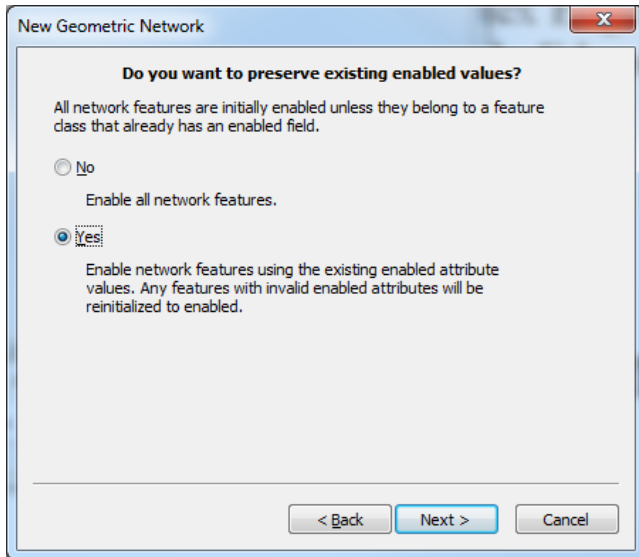 New Geometric Network
Do you want to preserve existing enabled values?
All network features are initially enabled unless they belong to a feature
class that already has an enabled field.
No
Enable all network features.
Yes
Enable network features using the existing enabled attribute
values. Any features with invalid enabled attributes will be
reinitialized to enabled.
< Back Next > Cancel